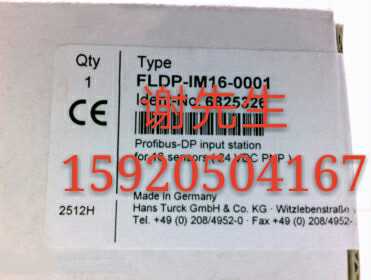 Qty
1
Type
FLDP-IM16-0001
Ident-No. 6825326
CE
谢先生
Profibus-DP input station
for 16 sensors ( 24 VDC PNP )
15920504167
Made in Germany
2512H
Hans Turck GmbH & Co. KG · Witzlebenstraße
Tel. +49 (0) 208/4952-0 · Fax +49 (0) 208/4952-